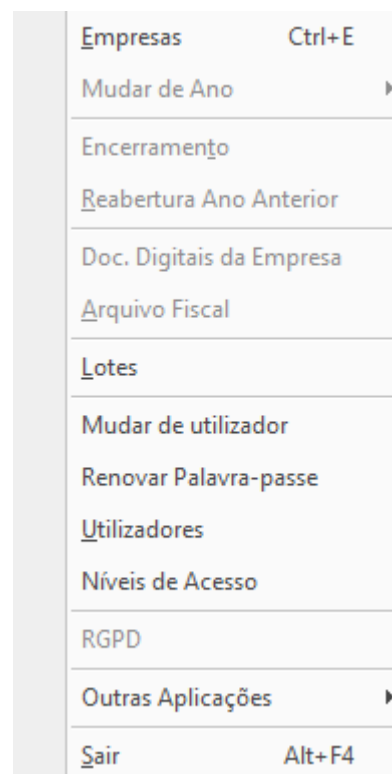 Empresas Ctrl+E
Mudar de Ano
Encerramento
Reabertura Ano Anterior
Doc. Digitais da Empresa
Arquivo Fiscal
Lotes
Mudar de utilizador
Renovar Palavra-passe
Utilizadores
Níveis de Acesso
RGPD
Outras Aplicações
Sair Alt+F4